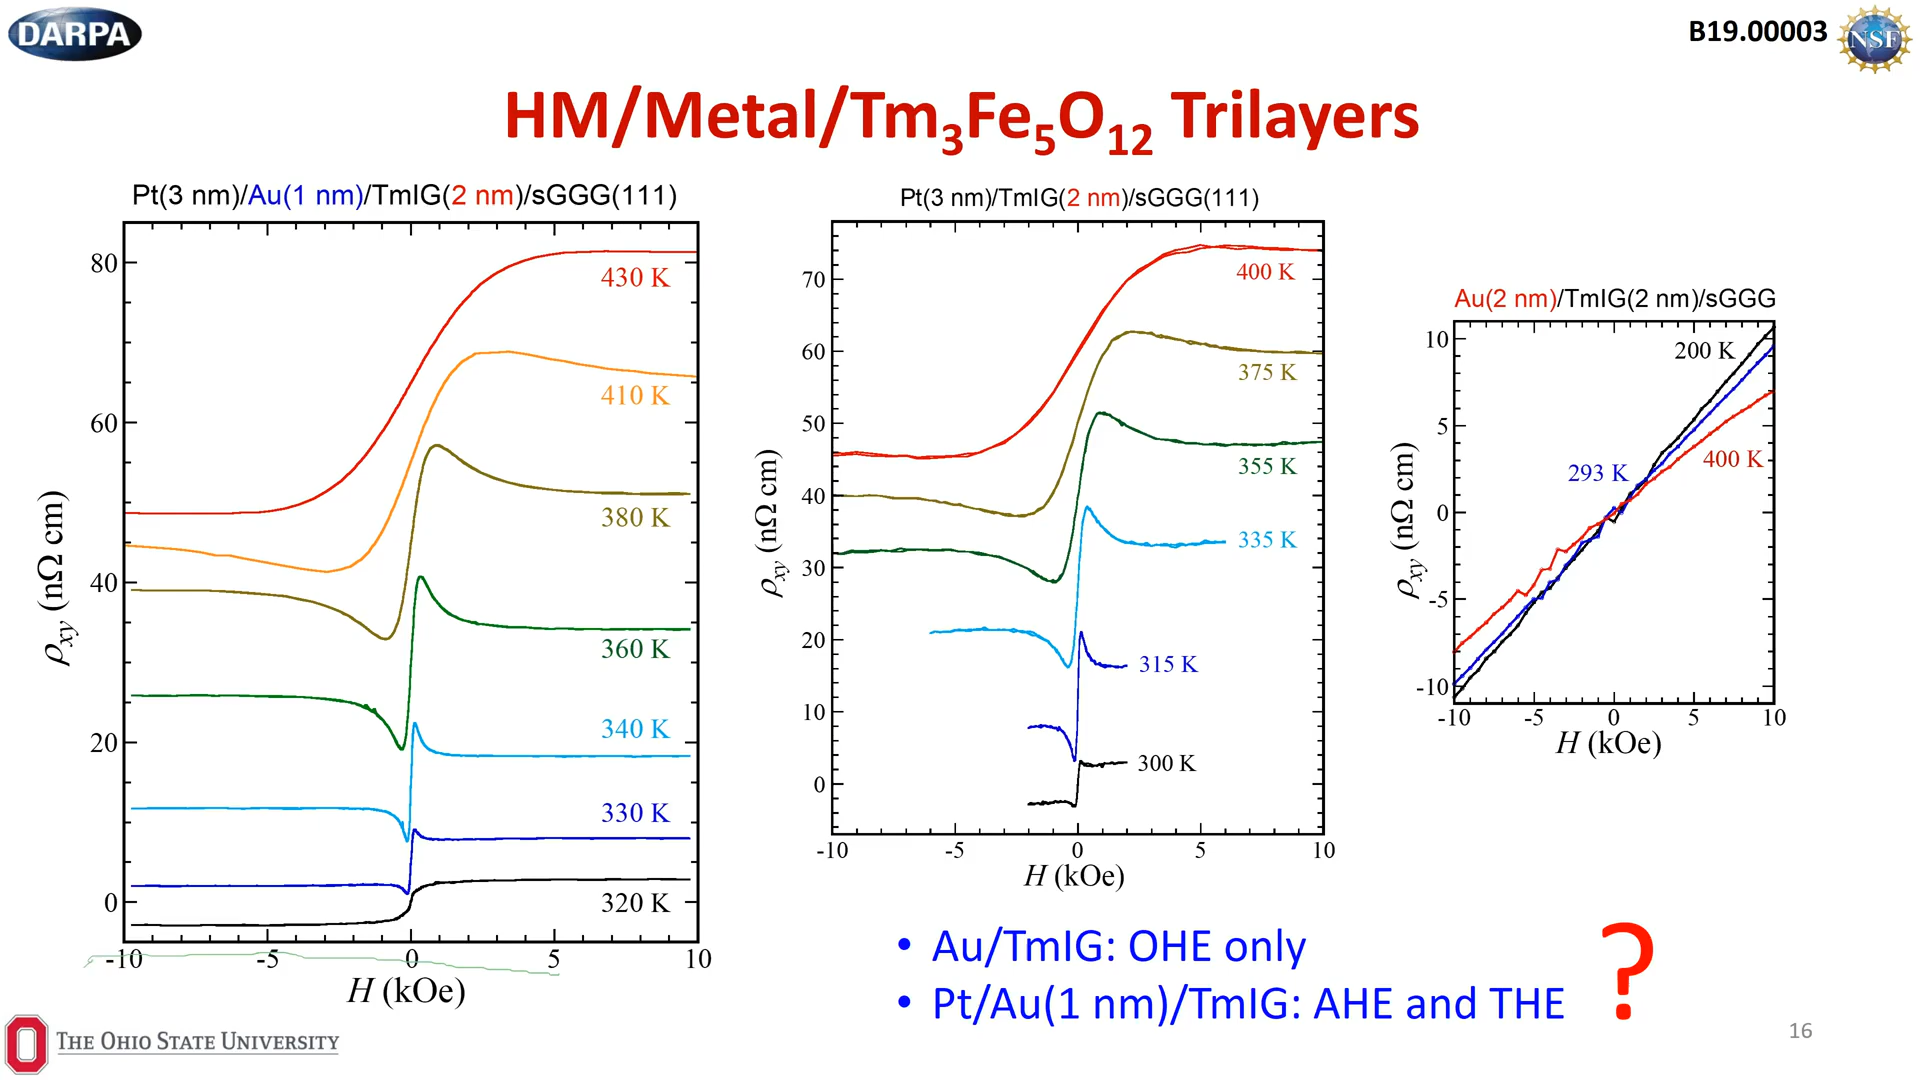 DARPA
B19.00003
NSF
HM/Metal/Tm₃Fe₅O₁₂ Trilayers
Pt(3 nm)/Au(1 nm)/TmIG(2 nm)/sGGG(111)
80
60
40
20
0
430 K
410 K
380 K
360 K
340 K
330 K
320 K
-10 -5 0 5 10
H (kOe)
ρxy (nΩ cm)
Pt(3 nm)/TmIG(2 nm)/sGGG(111)
70
60
50
40
30
20
10
0
400 K
375 K
355 K
335 K
315 K
300 K
-10 -5 0 5 10
H (kOe)
ρxy (nΩ cm)
Au(2 nm)/TmIG(2 nm)/sGGG
10
5
0
-5
-10
200 K
293 K
400 K
-10 -5 0 5 10
H (kOe)
ρxy (nΩ cm)
• Au/TmIG: OHE only
• Pt/Au(1 nm)/TmIG: AHE and THE
?
THE OHIO STATE UNIVERSITY
16